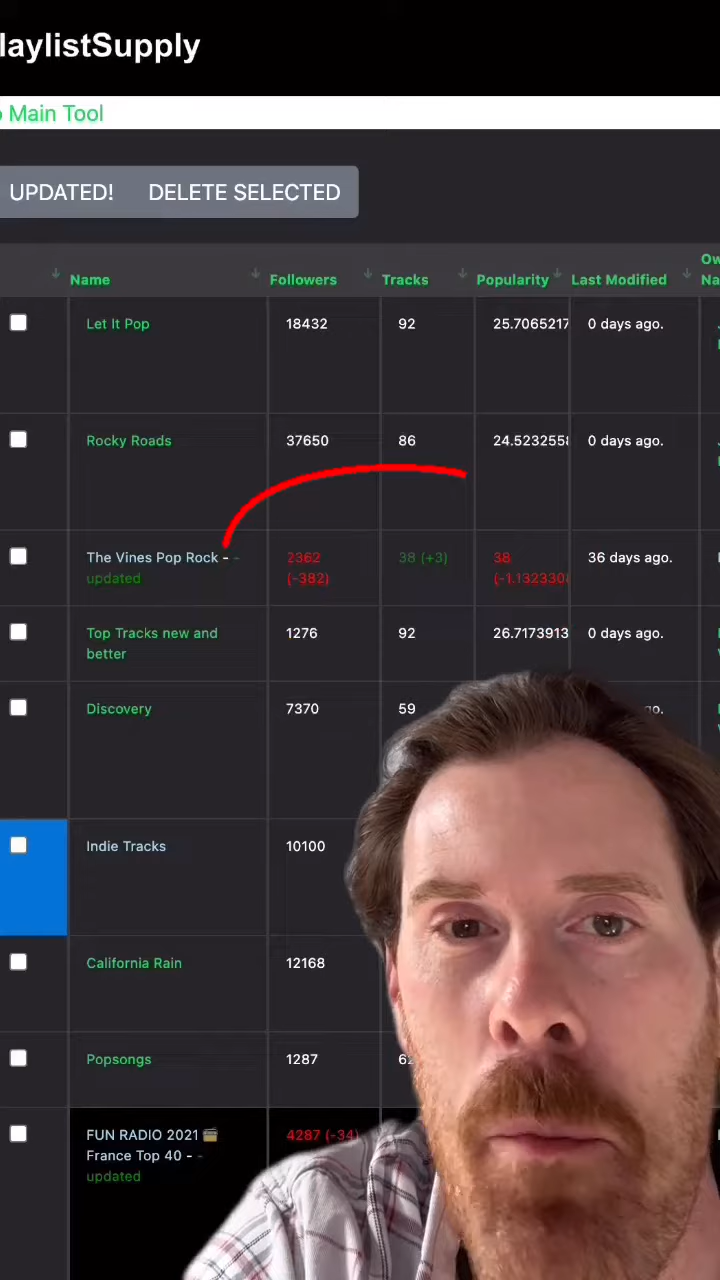 laylistSupply
Main Tool
UPDATED! DELETE SELECTED
Name Followers Tracks Popularity Last Modified
Let It Pop 18432 92 25.7065217 0 days ago.
Rocky Roads 37650 86 24.5232558 0 days ago.
The Vines Pop Rock - - 2362 38 (+3) 38 36 days ago.
updated (-382) (-1.1323308
Top Tracks new and 1276 92 26.7173913 0 days ago.
better
Discovery 7370 59
Indie Tracks 10100
California Rain 12168
Popsongs 1287
FUN RADIO 2021 4287 (-34)
France Top 40 - -
updated